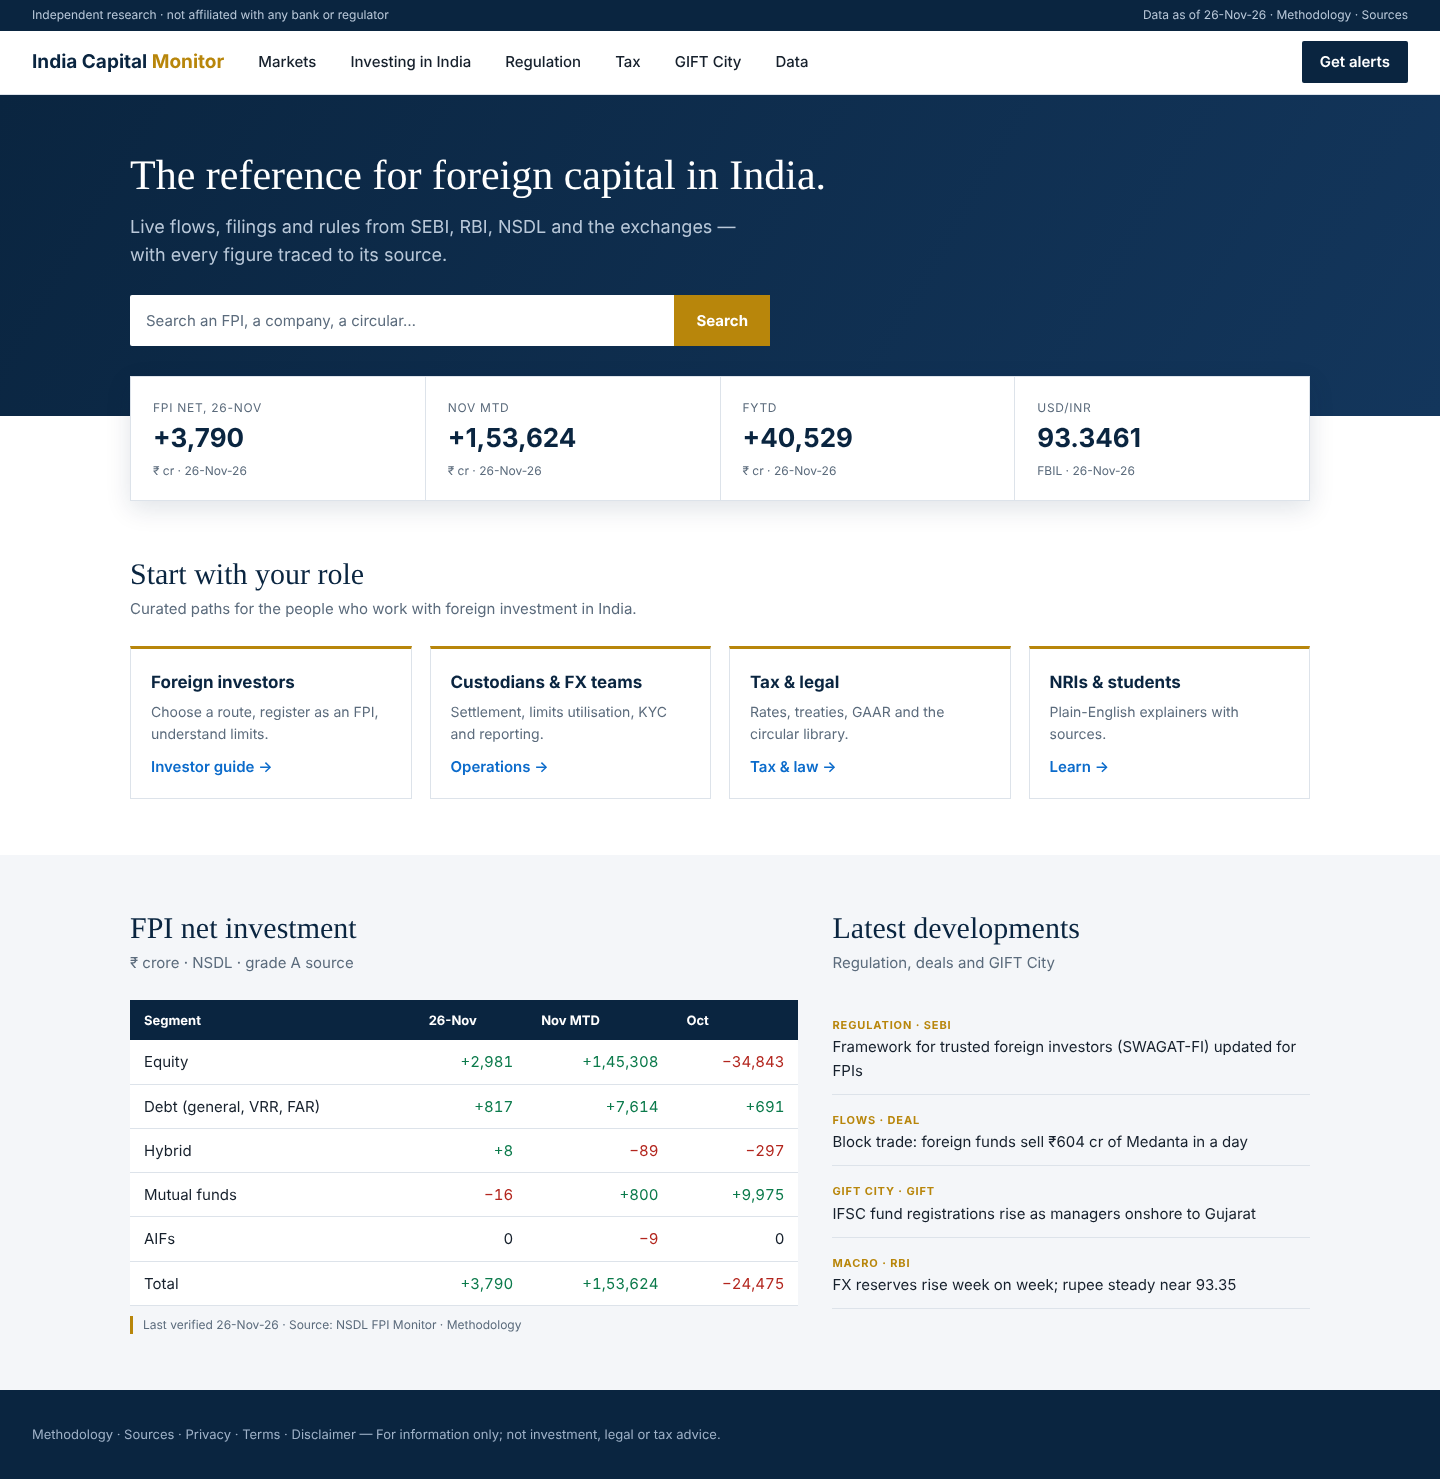 Independent research · not affiliated with any bank or regulator
Data as of 26-Nov-26 · Methodology · Sources
India Capital Monitor
Markets
Investing in India
Regulation
Tax
GIFT City
Data
Get alerts
The reference for foreign capital in India.
Live flows, filings and rules from SEBI, RBI, NSDL and the exchanges —
with every figure traced to its source.
Search an FPI, a company, a circular...
Search
FPI NET, 26-NOV
+3,790
₹ cr · 26-Nov-26
NOV MTD
+1,53,624
₹ cr · 26-Nov-26
FYTD
+40,529
₹ cr · 26-Nov-26
USD/INR
93.3461
FBIL · 26-Nov-26
Start with your role
Curated paths for the people who work with foreign investment in India.
Foreign investors
Choose a route, register as an FPI,
understand limits.
Investor guide →
Custodians & FX teams
Settlement, limits utilisation, KYC
and reporting.
Operations →
Tax & legal
Rates, treaties, GAAR and the
circular library.
Tax & law →
NRIs & students
Plain-English explainers with
sources.
Learn →
FPI net investment
₹ crore · NSDL · grade A source
Segment 26-Nov Nov MTD Oct
Equity +2,981 +1,45,308 −34,843
Debt (general, VRR, FAR) +817 +7,614 +691
Hybrid +8 −89 −297
Mutual funds −16 +800 +9,975
AIFs 0 −9 0
Total +3,790 +1,53,624 −24,475
Last verified 26-Nov-26 · Source: NSDL FPI Monitor · Methodology
Latest developments
Regulation, deals and GIFT City
REGULATION · SEBI
Framework for trusted foreign investors (SWAGAT-FI) updated for
FPIs
FLOWS · DEAL
Block trade: foreign funds sell ₹604 cr of Medanta in a day
GIFT CITY · GIFT
IFSC fund registrations rise as managers onshore to Gujarat
MACRO · RBI
FX reserves rise week on week; rupee steady near 93.35
Methodology · Sources · Privacy · Terms · Disclaimer — For information only; not investment, legal or tax advice.